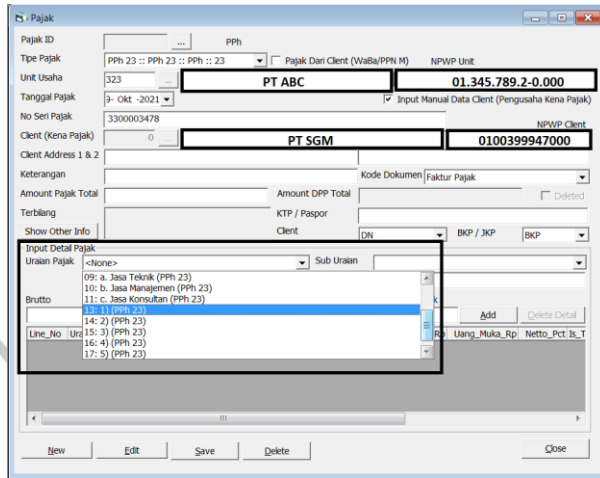 Pajak
Pajak ID ... PPh
Tipe Pajak PPh 23 :: PPh 23 :: PPh :: 23 Pajak Dari Client (WaBa/PPN M) NPWP Unit
Unit Usaha 323 ... PT ABC 01.345.789.2-0.000
Tanggal Pajak 9- Okt -2021 Input Manual Data Client (Pengusaha Kena Pajak)
No Seri Pajak 3300003478 NPWP Client
Client (Kena Pajak) 0 ... PT SGM 0100399947000
Client Address 1 & 2
Keterangan Kode Dokumen Faktur Pajak
Amount Pajak Total Amount DPP Total Deleted
Terbilang KTP / Paspor
Show Other Info Client DN BKP / JKP BKP
Input Detail Pajak
Uraian Pajak <None> Sub Uraian
09: a. Jasa Teknik (PPh 23)
10: b. Jasa Manajemen (PPh 23)
11: c. Jasa Konsultan (PPh 23)
Brutto 13: 1) (PPh 23)
14: 2) (PPh 23) Add Delete Detail
15: 3) (PPh 23)
Line_No 16: 4) (PPh 23) Uang_Muka_Rp Netto_Pct Is_T
17: 5) (PPh 23)
New Edit Save Delete Close